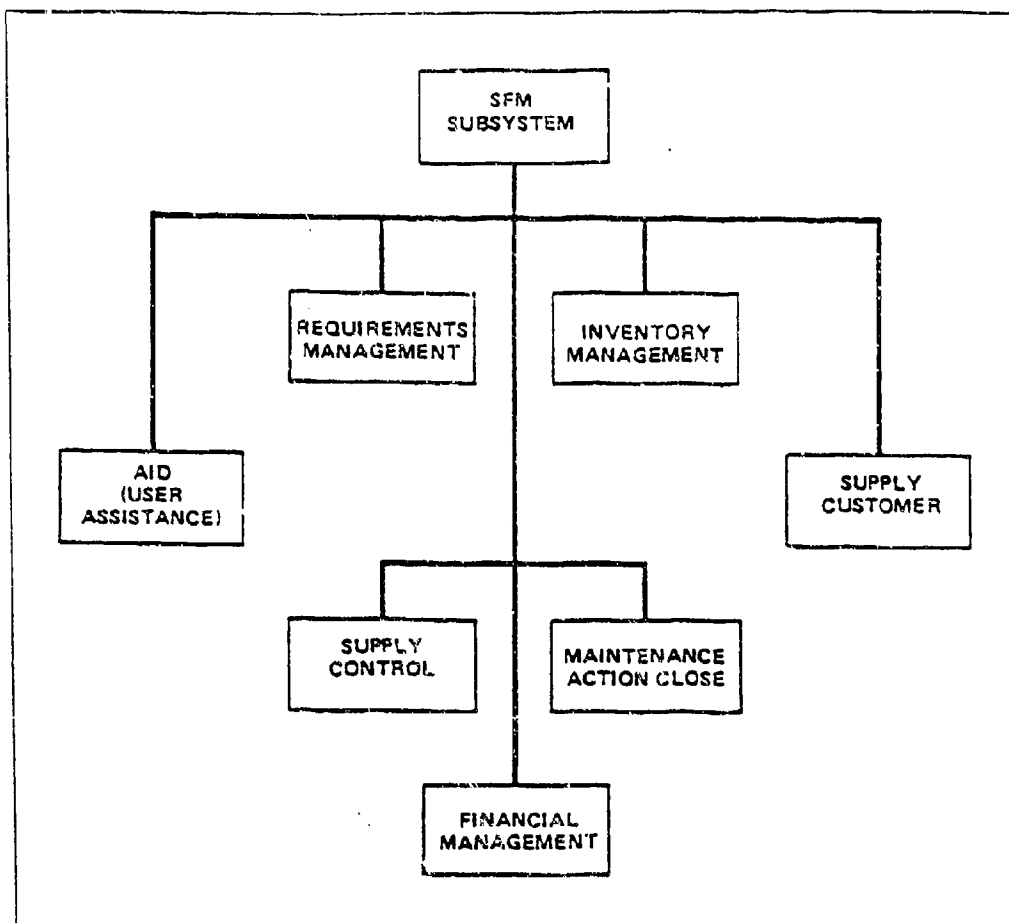 SFM
SUBSYSTEM
REQUIREMENTS
MANAGEMENT
INVENTORY
MANAGEMENT
AID
(USER
ASSISTANCE)
SUPPLY
CUSTOMER
SUPPLY
CONTROL
MAINTENANCE
ACTION CLOSE
FINANCIAL
MANAGEMENT